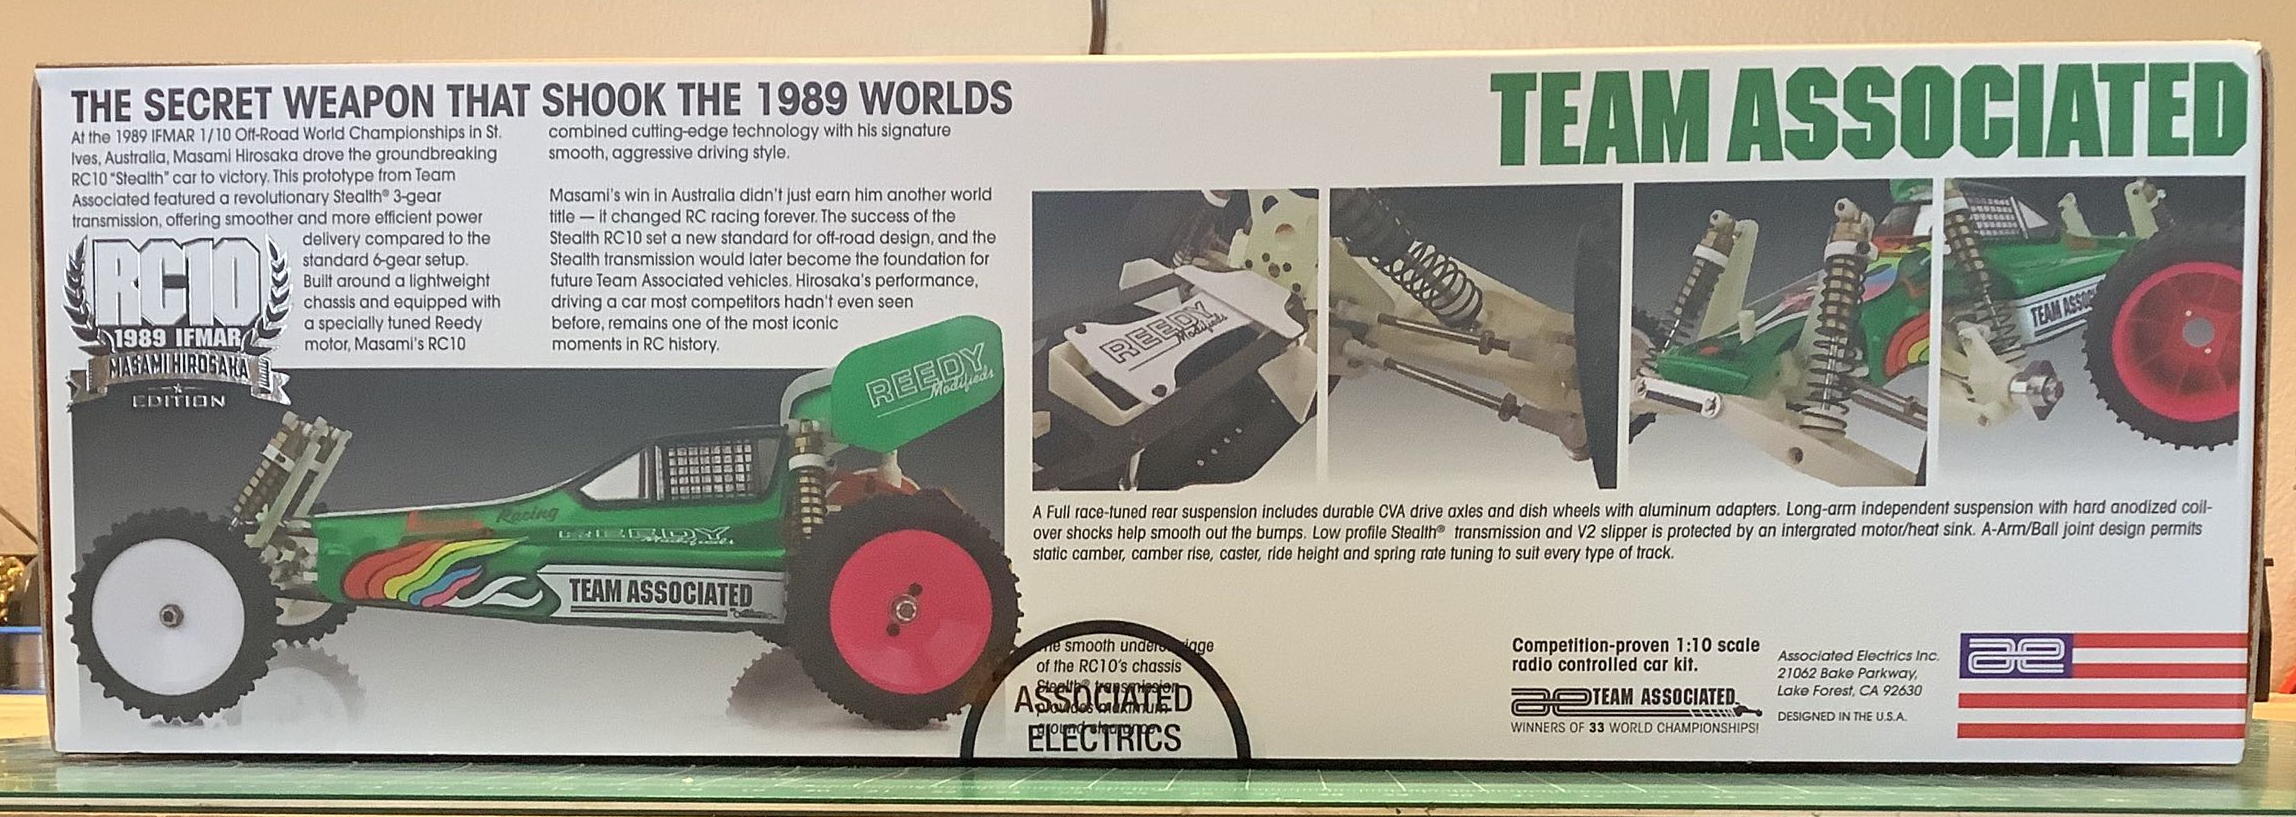 THE SECRET WEAPON THAT SHOOK THE 1989 WORLDS
At the 1989 IFMAR 1/10 Off-Road World Championships in St.
Ives, Australia, Masami Hirosaka drove the groundbreaking
RC10 "Stealth" car to victory. This prototype from Team
Associated featured a revolutionary Stealth® 3-gear
transmission, offering smoother and more efficient power
delivery compared to the
standard 6-gear setup.
Built around a lightweight
chassis and equipped with
a specially tuned Reedy
motor, Masami's RC10
combined cutting-edge technology with his signature
smooth, aggressive driving style.
Masami's win in Australia didn't just earn him another world
title — it changed RC racing forever. The success of the
Stealth RC10 set a new standard for off-road design, and the
Stealth transmission would later become the foundation for
future Team Associated vehicles. Hirosaka's performance,
driving a car most competitors hadn't even seen
before, remains one of the most iconic
moments in RC history.
RC10
1989 IFMAR
MASAMI HIROSAKA
EDITION
REEDY
Modifieds
Racing
REEDY
Modifieds
TEAM ASSOCIATED
TEAM ASSOCIATED
REEDY
Modifieds
TEAM ASSOC
A Full race-tuned rear suspension includes durable CVA drive axles and dish wheels with aluminum adapters. Long-arm independent suspension with hard anodized coil-
over shocks help smooth out the bumps. Low profile Stealth® transmission and V2 slipper is protected by an intergrated motor/heat sink. A-Arm/Ball joint design permits
static camber, camber rise, caster, ride height and spring rate tuning to suit every type of track.
smooth
of the RC10's chassis
Stealth® transmission
provides maximum
ground clearance
ASSOCIATED
ELECTRICS
Competition-proven 1:10 scale
radio controlled car kit.
ae TEAM ASSOCIATED
WINNERS OF 33 WORLD CHAMPIONSHIPS!
Associated Electrics Inc.
21062 Bake Parkway,
Lake Forest, CA 92630
DESIGNED IN THE U.S.A.
ae